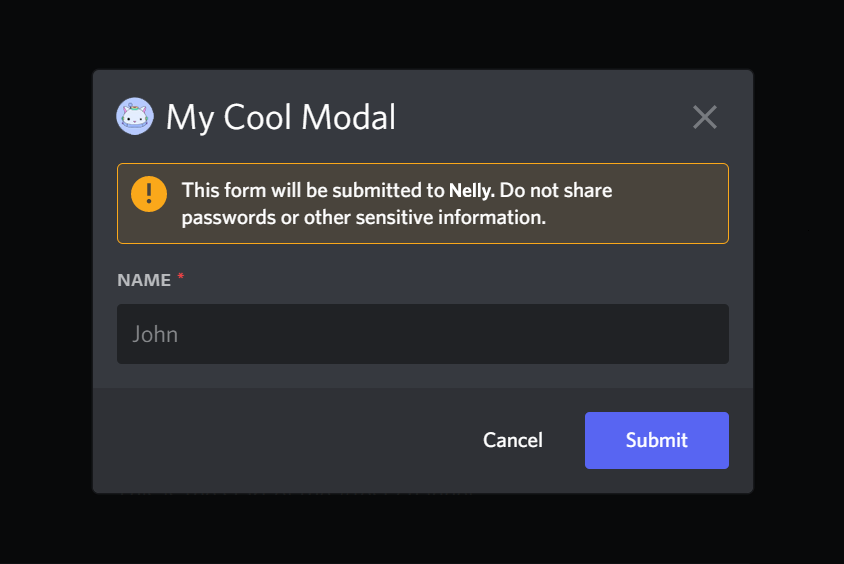 My Cool Modal
This form will be submitted to Nelly. Do not share
passwords or other sensitive information.
NAME *
John
Cancel
Submit